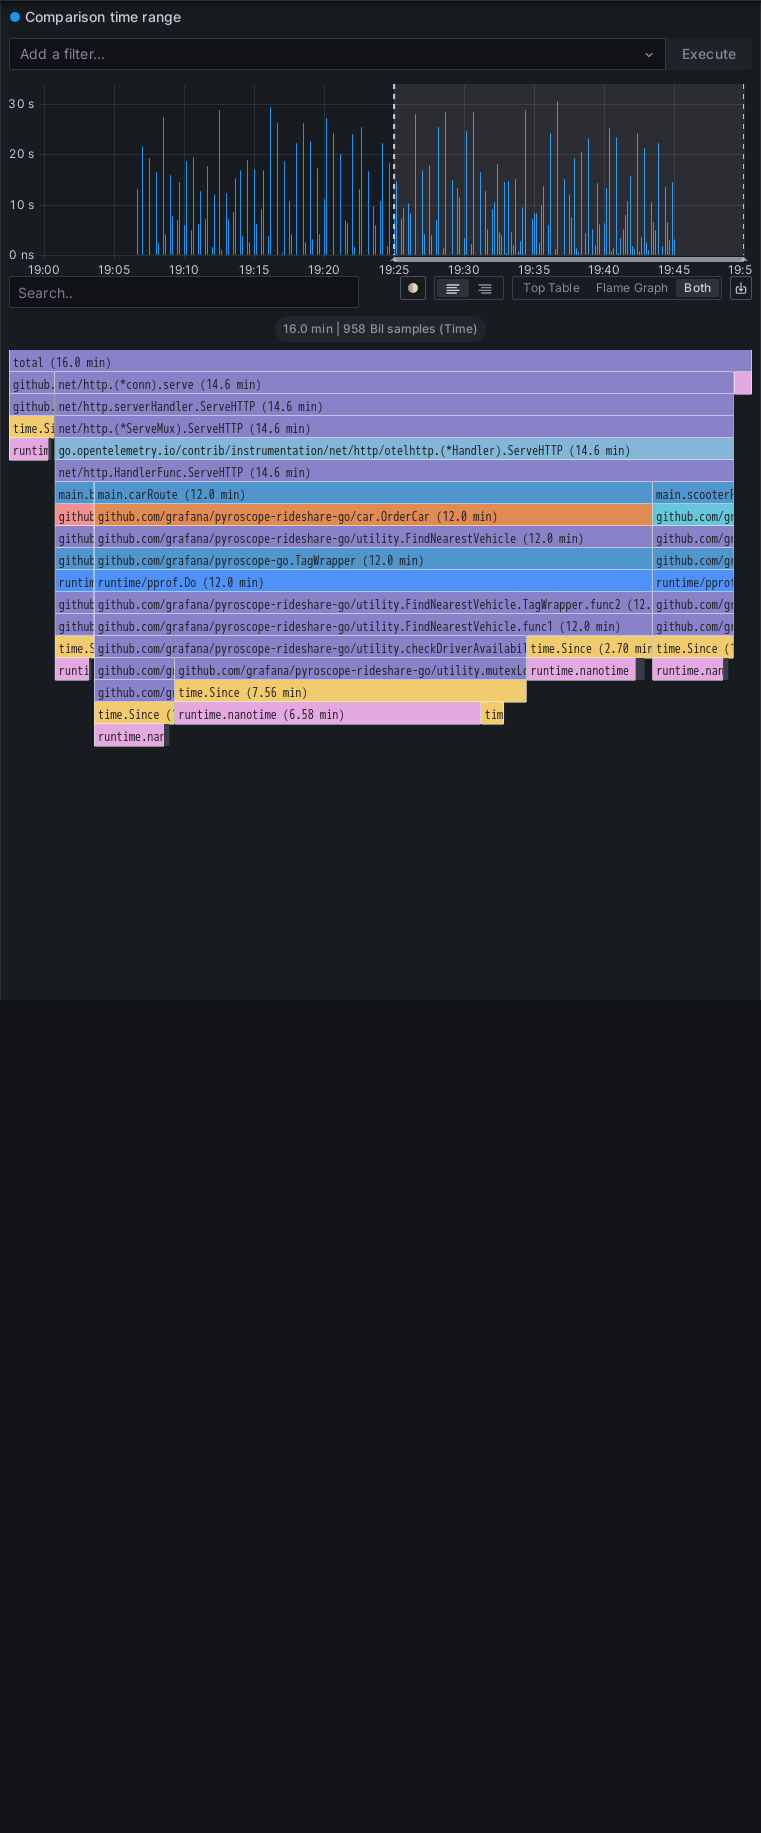 Comparison time range
Add a filter...
Execute
30 s
20 s
10 s
0 ns
19:00 19:05 19:10 19:15 19:20 19:25 19:30 19:35 19:40 19:45 19:5
Search..
Top Table Flame Graph Both
16.0 min | 958 Bil samples (Time)
total (16.0 min)
github. net/http.(*conn).serve (14.6 min)
github. net/http.serverHandler.ServeHTTP (14.6 min)
time.Si net/http.(*ServeMux).ServeHTTP (14.6 min)
runtim go.opentelemetry.io/contrib/instrumentation/net/http/otelhttp.(*Handler).ServeHTTP (14.6 min)
net/http.HandlerFunc.ServeHTTP (14.6 min)
main.b main.carRoute (12.0 min) main.scooterR
github github.com/grafana/pyroscope-rideshare-go/car.OrderCar (12.0 min) github.com/gr
github github.com/grafana/pyroscope-rideshare-go/utility.FindNearestVehicle (12.0 min) github.com/gr
github github.com/grafana/pyroscope-go.TagWrapper (12.0 min) github.com/gr
runtim runtime/pprof.Do (12.0 min) runtime/pprof
github github.com/grafana/pyroscope-rideshare-go/utility.FindNearestVehicle.TagWrapper.func2 (12. github.com/gr
github github.com/grafana/pyroscope-rideshare-go/utility.FindNearestVehicle.func1 (12.0 min) github.com/gr
time.S github.com/grafana/pyroscope-rideshare-go/utility.checkDriverAvailabil time.Since (2.70 min time.Since (
runti github.com/gr github.com/grafana/pyroscope-rideshare-go/utility.mutexLo runtime.nanotime runtime.nan
github.com/gr time.Since (7.56 min)
time.Since ( runtime.nanotime (6.58 min) tim
runtime.nan